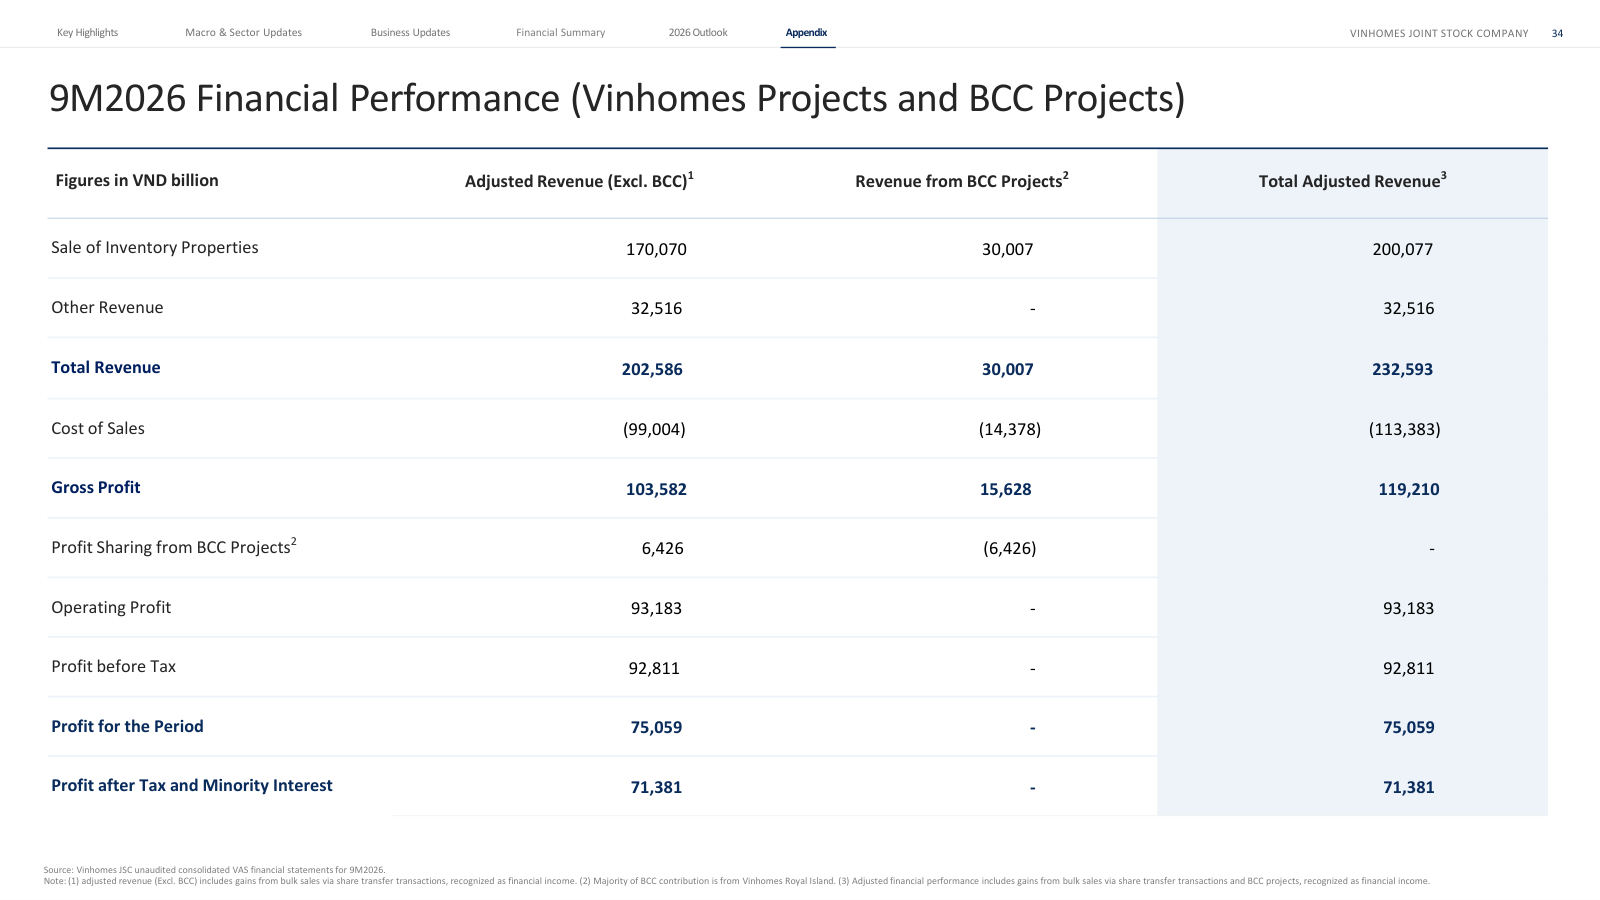 Key Highlights Macro & Sector Updates Business Updates Financial Summary 2026 Outlook Appendix VINHOMES JOINT STOCK COMPANY 34
9M2026 Financial Performance (Vinhomes Projects and BCC Projects)
Figures in VND billion Adjusted Revenue (Excl. BCC)1 Revenue from BCC Projects2 Total Adjusted Revenue3
Sale of Inventory Properties 170,070 30,007 200,077
Other Revenue 32,516 - 32,516
Total Revenue 202,586 30,007 232,593
Cost of Sales (99,004) (14,378) (113,383)
Gross Profit 103,582 15,628 119,210
Profit Sharing from BCC Projects2 6,426 (6,426) -
Operating Profit 93,183 - 93,183
Profit before Tax 92,811 - 92,811
Profit for the Period 75,059 - 75,059
Profit after Tax and Minority Interest 71,381 - 71,381
Source: Vinhomes JSC unaudited consolidated VAS financial statements for 9M2026.
Note: (1) adjusted revenue (Excl. BCC) includes gains from bulk sales via share transfer transactions, recognized as financial income. (2) Majority of BCC contribution is from Vinhomes Royal Island. (3) Adjusted financial performance includes gains from bulk sales via share transfer transactions and BCC projects, recognized as financial income.